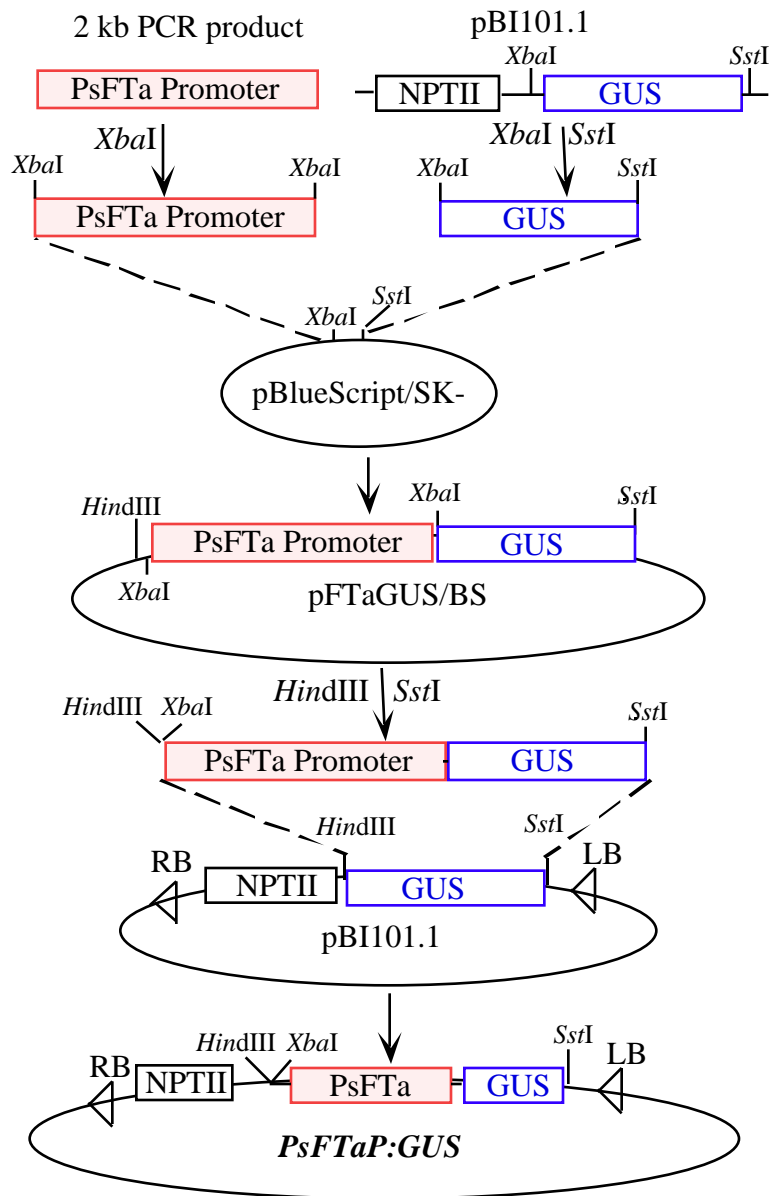 2 kb PCR product
pBI101.1
XbaI
SstI
PsFTa Promoter
NPTII
GUS
XbaI
XbaI SstI
XbaI
XbaI
XbaI
SstI
PsFTa Promoter
GUS
SstI
XbaI
pBlueScript/SK-
HindIII
XbaI
SstI
PsFTa Promoter
GUS
XbaI
pFTaGUS/BS
HindIII SstI
HindIII
XbaI
SstI
PsFTa Promoter
GUS
HindIII
SstI
RB
LB
NPTII
GUS
pBI101.1
HindIII
XbaI
SstI
RB
LB
NPTII
PsFTa
GUS
PsFTaP:GUS